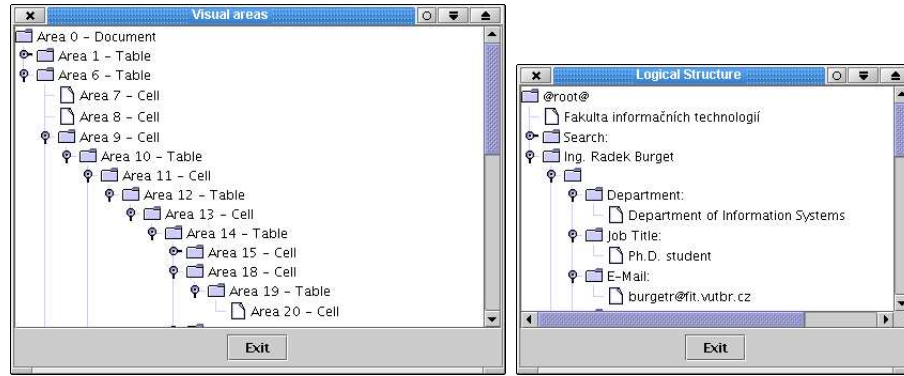 Visual areas
Area 0 – Document
Area 1 – Table
Area 6 – Table
Area 7 – Cell
Area 8 – Cell
Area 9 – Cell
Area 10 – Table
Area 11 – Cell
Area 12 – Table
Area 13 – Cell
Area 14 – Table
Area 15 – Cell
Area 18 – Cell
Area 19 – Table
Area 20 – Cell
Exit
Logical Structure
@root@
Fakulta informačních technologií
Search:
Ing. Radek Burget
Department:
Department of Information Systems
Job Title:
Ph.D. student
E-Mail:
burgetr@fit.vutbr.cz
Exit